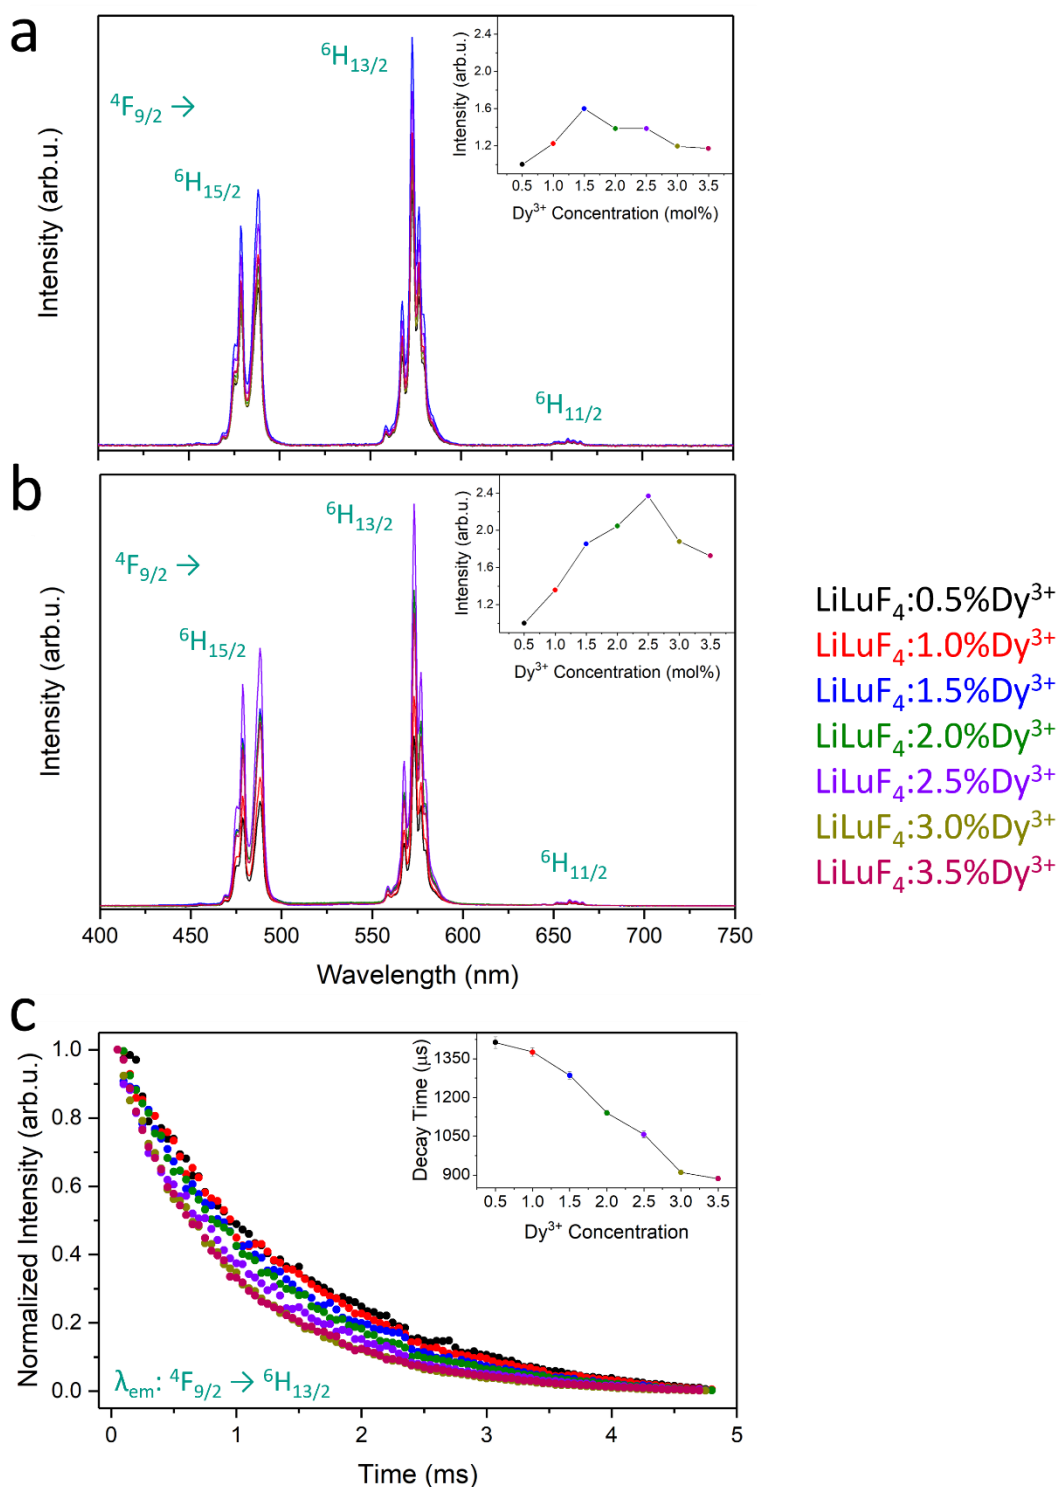 a
Intensity (arb.u.)
⁴F₉/₂ →
⁶H₁₅/₂
⁶H₁₃/₂
⁶H₁₁/₂
Intensity (arb.u.)
2.4
2.0
1.6
1.2
0.5 1.0 1.5 2.0 2.5 3.0 3.5
Dy³⁺ Concentration (mol%)
b
Intensity (arb.u.)
⁴F₉/₂ →
⁶H₁₅/₂
⁶H₁₃/₂
⁶H₁₁/₂
Intensity (arb.u.)
2.4
2.0
1.6
1.2
0.5 1.0 1.5 2.0 2.5 3.0 3.5
Dy³⁺ Concentration (mol%)
400 450 500 550 600 650 700 750
Wavelength (nm)
LiLuF₄:0.5%Dy³⁺
LiLuF₄:1.0%Dy³⁺
LiLuF₄:1.5%Dy³⁺
LiLuF₄:2.0%Dy³⁺
LiLuF₄:2.5%Dy³⁺
LiLuF₄:3.0%Dy³⁺
LiLuF₄:3.5%Dy³⁺
c
Normalized Intensity (arb.u.)
1.0
0.8
0.6
0.4
0.2
0.0
λem: ⁴F₉/₂ → ⁶H₁₃/₂
Decay Time (µs)
1350
1200
1050
900
0.5 1.0 1.5 2.0 2.5 3.0 3.5
Dy³⁺ Concentration
0 1 2 3 4 5
Time (ms)